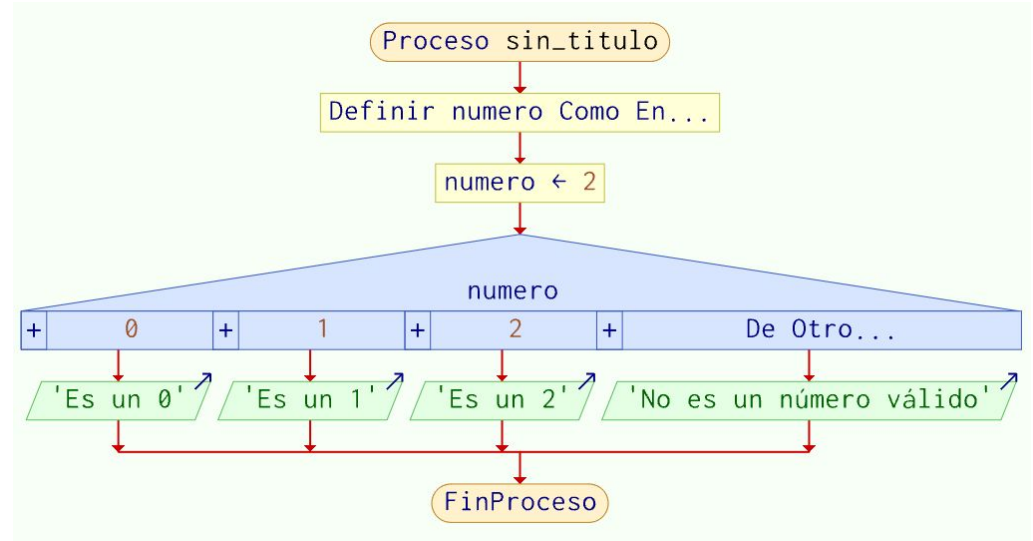 Proceso sin_titulo
Definir numero Como En...
numero ← 2
numero
+ 0 + 1 + 2 + De Otro...
'Es un 0' 'Es un 1' 'Es un 2' 'No es un número válido'
FinProceso